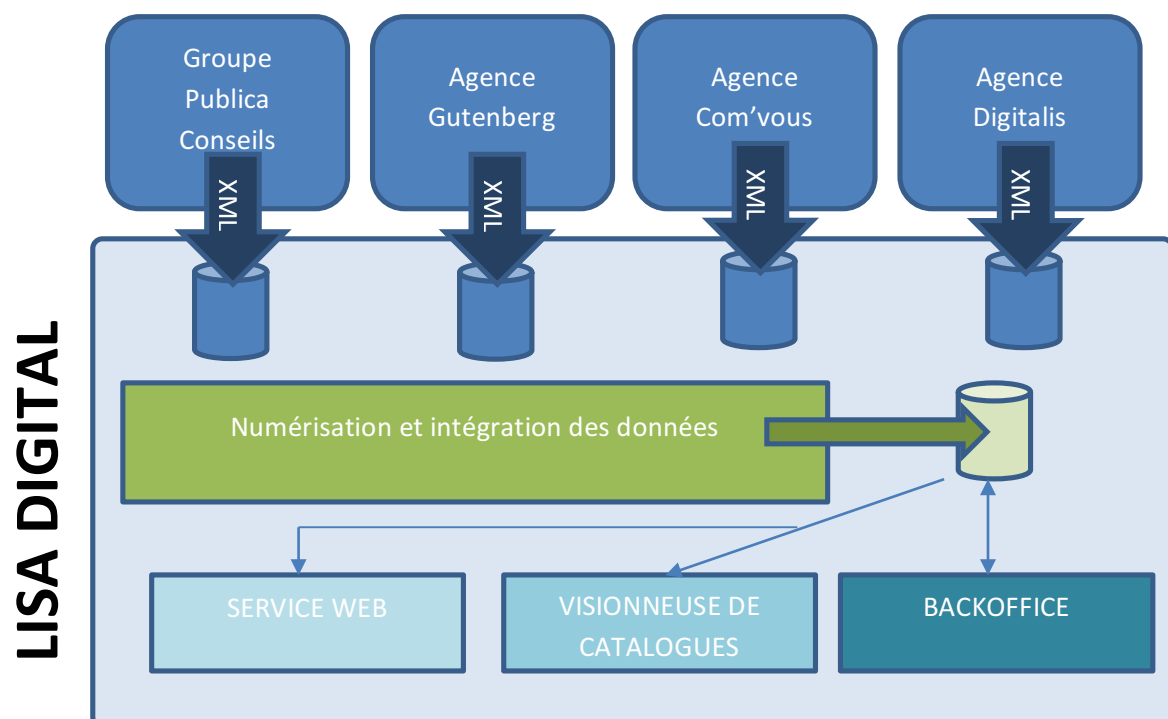 Groupe
Publica
Conseils
Agence
Gutenberg
Agence
Com’vous
Agence
Digitalis
XML
XML
XML
XML
LISA DIGITAL
Numérisation et intégration des données
SERVICE WEB
VISIONNEUSE DE
CATALOGUES
BACKOFFICE